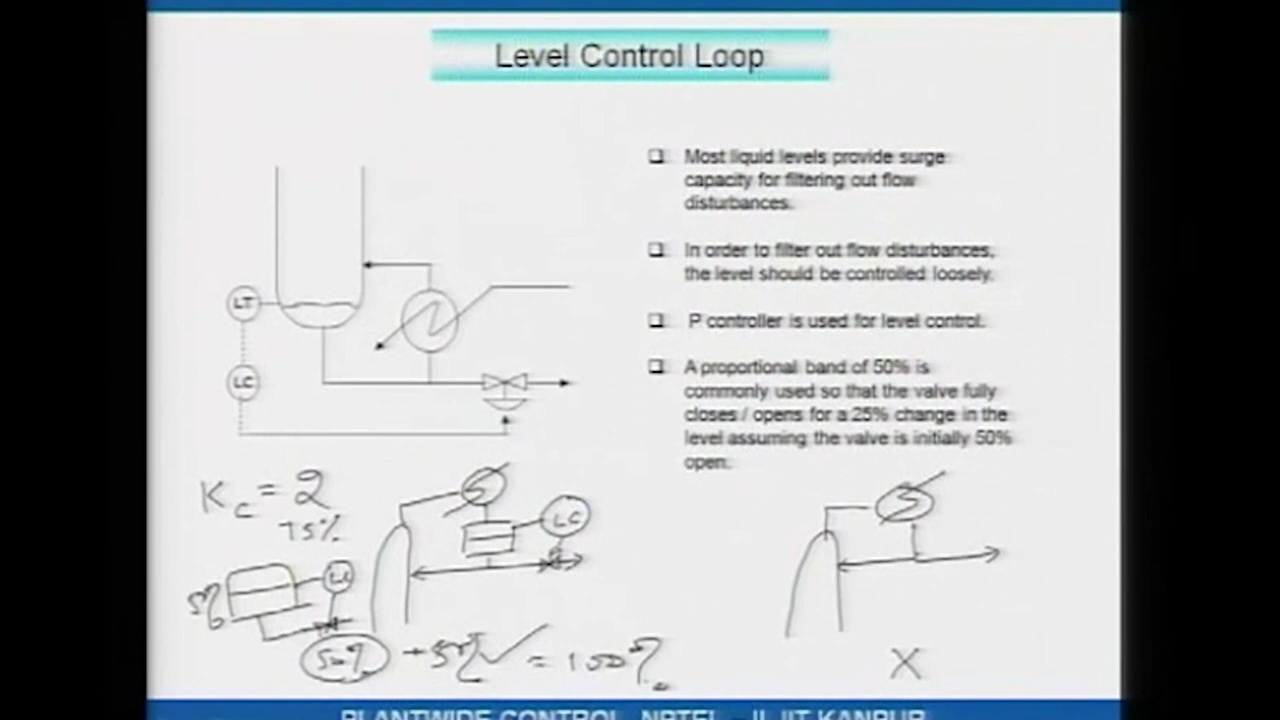 Level Control Loop
❑ Most liquid levels provide surge
capacity for filtering out flow
disturbances.
❑ In order to filter out flow disturbances,
the level should be controlled loosely.
❑ P controller is used for level control.
❑ A proportional band of 50% is
commonly used so that the valve fully
closes / opens for a 25% change in the
level assuming the valve is initially 50%
open.
LT
LC
Kc = 2
75%
LC
LC
50% + 50% = 100%
X
PLANTWIDE CONTROL, NPTEL – II, IIT KANPUR